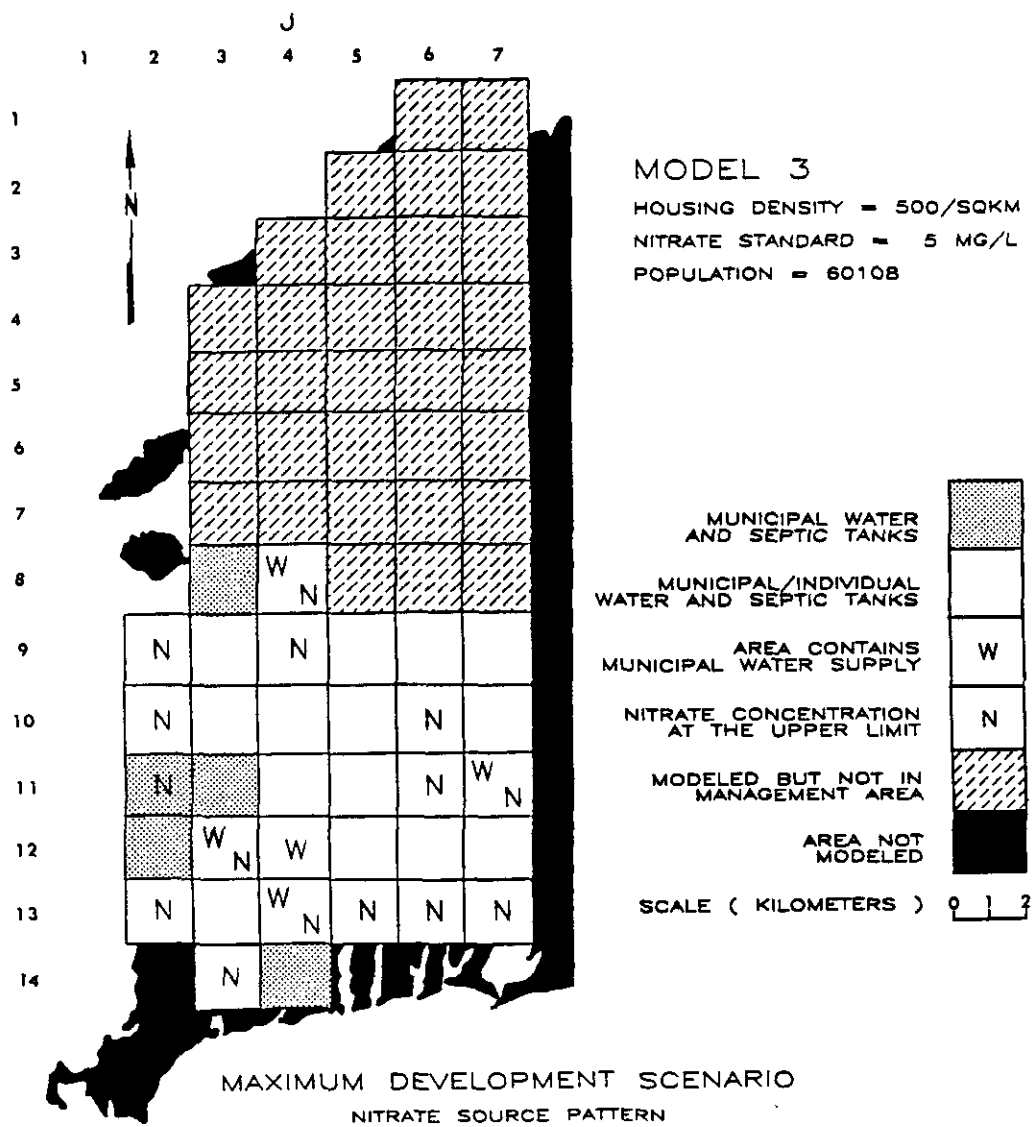 J
1 2 3 4 5 6 7
1
2
N
3
4
5
6
7
8 W N
9 N N
10 N N
11 N N W N
12 W N W
13 N W N N N N
14 N
MODEL 3
HOUSING DENSITY = 500/SQKM
NITRATE STANDARD = 5 MG/L
POPULATION = 60108
MUNICIPAL WATER
AND SEPTIC TANKS
MUNICIPAL/INDIVIDUAL
WATER AND SEPTIC TANKS
AREA CONTAINS
MUNICIPAL WATER SUPPLY
W
NITRATE CONCENTRATION
AT THE UPPER LIMIT
N
MODELED BUT NOT IN
MANAGEMENT AREA
AREA NOT
MODELED
SCALE ( KILOMETERS )
0 1 2
MAXIMUM DEVELOPMENT SCENARIO
NITRATE SOURCE PATTERN